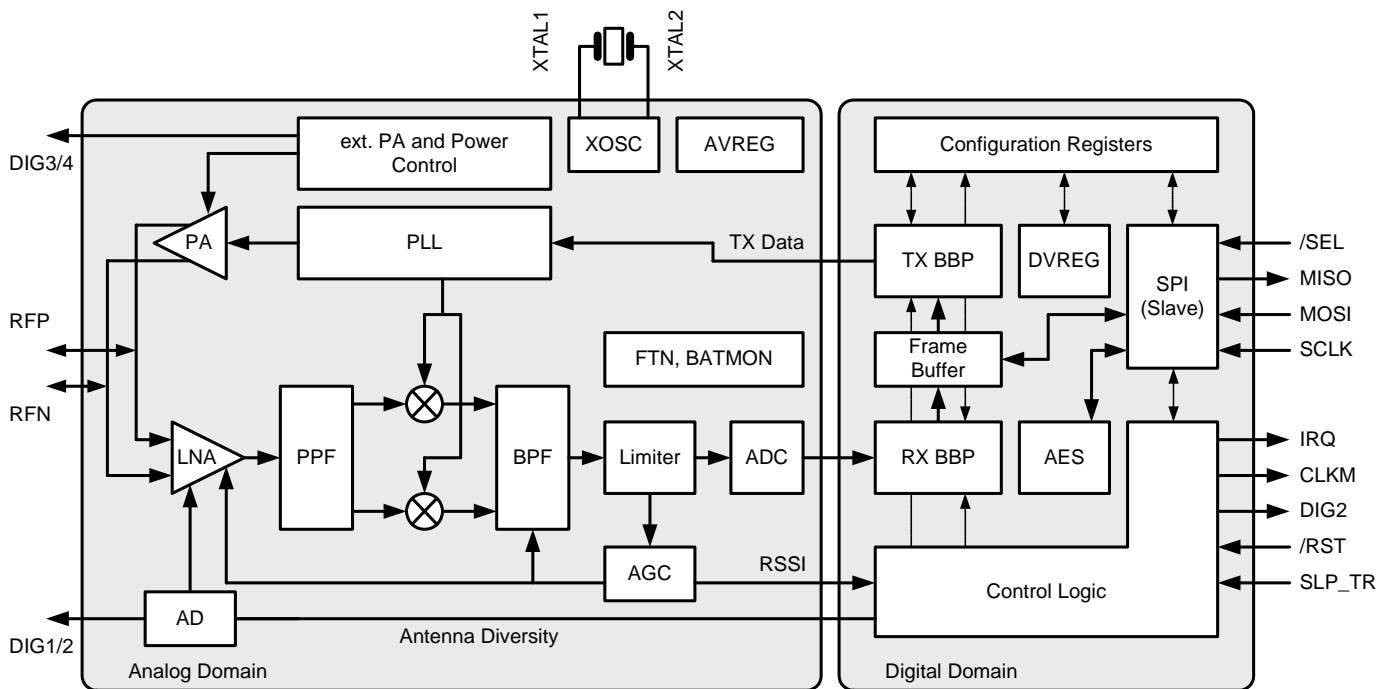 XTAL1
XTAL2
ext. PA and Power
Control
XOSC
AVREG
Configuration Registers
DIG3/4
PA
PLL
TX Data
TX BBP
DVREG
SPI
(Slave)
/SEL
MISO
MOSI
SCLK
RFP
RFN
FTN, BATMON
Frame
Buffer
LNA
PPF
BPF
Limiter
ADC
RX BBP
AES
IRQ
CLKM
DIG2
/RST
SLP_TR
AGC
RSSI
Control Logic
AD
DIG1/2
Antenna Diversity
Analog Domain
Digital Domain